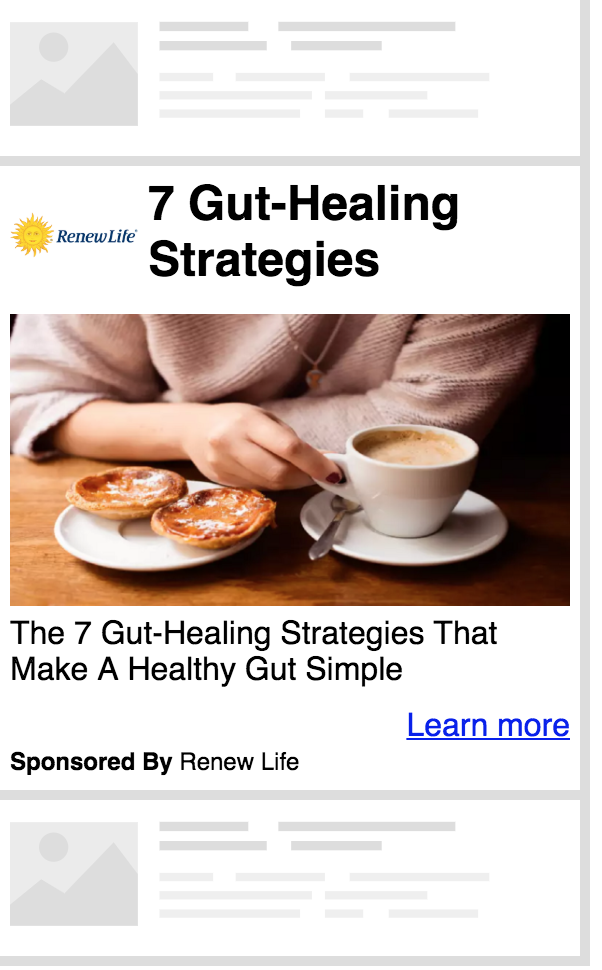 RenewLife®
7 Gut-Healing
Strategies
The 7 Gut-Healing Strategies That
Make A Healthy Gut Simple
Learn more
Sponsored By Renew Life